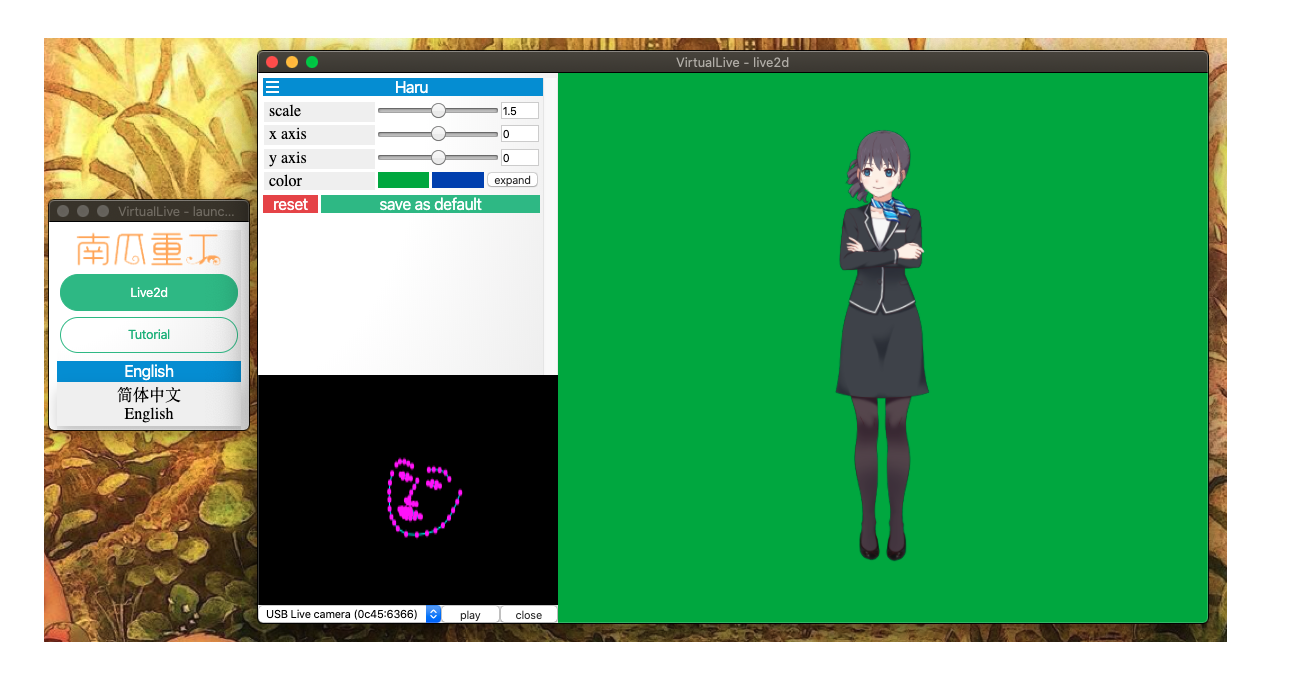 VirtualLive - live2d
Haru
scale
1.5
x axis
0
y axis
0
color
expand
reset
save as default
VirtualLive - launc...
南瓜重工
Live2d
Tutorial
English
简体中文
English
USB Live camera (0c45:6366)
play
close